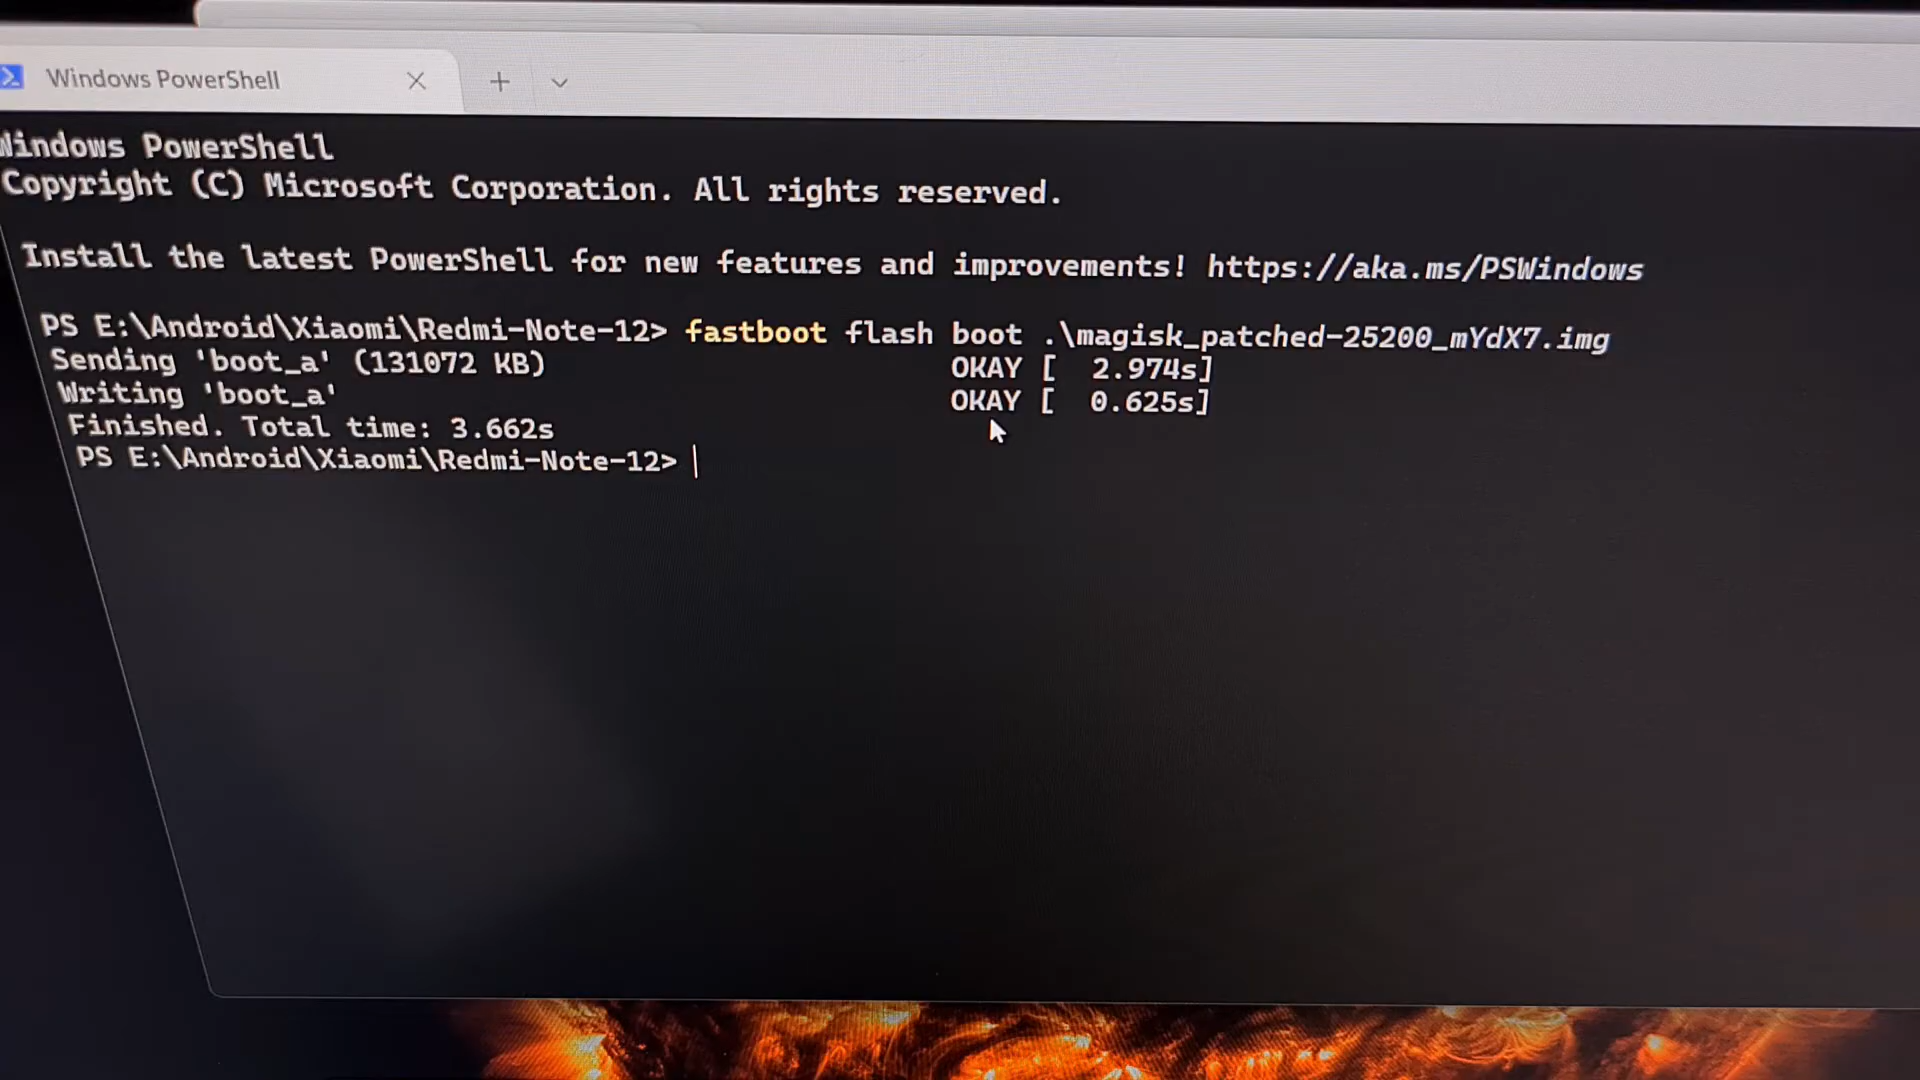 Windows PowerShell
Windows PowerShell
Copyright (C) Microsoft Corporation. All rights reserved.
Install the latest PowerShell for new features and improvements! https://aka.ms/PSWindows
PS E:\Android\Xiaomi\Redmi-Note-12> fastboot flash boot .\magisk_patched-25200_mYdX7.img
Sending 'boot_a' (131072 KB) OKAY [ 2.974s]
Writing 'boot_a' OKAY [ 0.625s]
Finished. Total time: 3.662s
PS E:\Android\Xiaomi\Redmi-Note-12>